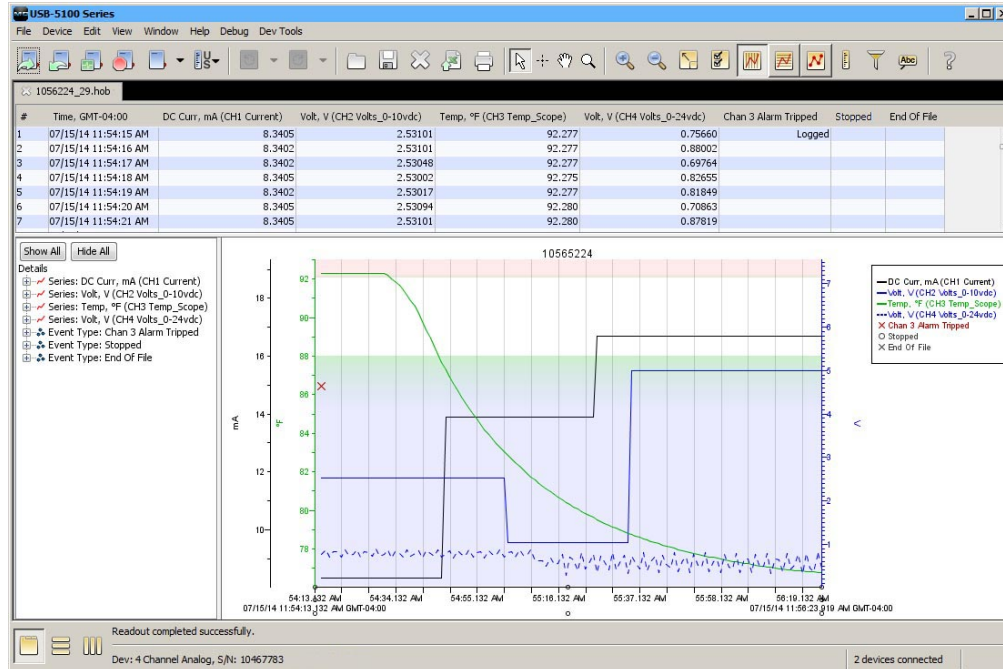 USB-5100 Series
File Device Edit View Window Help Debug Dev Tools
Abc
1056224_29.hob
# Time, GMT-04:00 DC Curr, mA (CH1 Current) Volt, V (CH2 Volts_0-10vdc) Temp, °F (CH3 Temp_Scope) Volt, V (CH4 Volts_0-24vdc) Chan 3 Alarm Tripped Stopped End Of File
1 07/15/14 11:54:15 AM 8.3405 2.53101 92.277 0.75660 Logged
2 07/15/14 11:54:16 AM 8.3402 2.53101 92.277 0.88002
3 07/15/14 11:54:17 AM 8.3402 2.53048 92.277 0.69764
4 07/15/14 11:54:18 AM 8.3405 2.53002 92.275 0.82655
5 07/15/14 11:54:19 AM 8.3402 2.53017 92.277 0.81849
6 07/15/14 11:54:20 AM 8.3405 2.53094 92.280 0.70863
7 07/15/14 11:54:21 AM 8.3405 2.53101 92.280 0.87819
Show All Hide All
Details
Series: DC Curr, mA (CH1 Current)
Series: Volt, V (CH2 Volts_0-10vdc)
Series: Temp, °F (CH3 Temp_Scope)
Series: Volt, V (CH4 Volts_0-24vdc)
Event Type: Chan 3 Alarm Tripped
Event Type: Stopped
Event Type: End Of File
10565224
mA
18
16
14
12
10
°F
92
90
88
86
84
82
80
78
7
6
5
4
3
2
1
0
V
DC Curr, mA (CH1 Current)
Volt, V (CH2 Volts_0-10vdc)
Temp, °F (CH3 Temp_Scope)
Volt, V (CH4 Volts_0-24vdc)
Chan 3 Alarm Tripped
Stopped
End Of File
54:13.132 AM 54:34.132 AM 54:55.132 AM 55:16.132 AM 55:37.132 AM 55:58.132 AM 56:19.132 AM
07/15/14 11:54:13.132 AM GMT-04:00 07/15/14 11:56:23.919 AM GMT-04:00
Readout completed successfully.
Dev: 4 Channel Analog, S/N: 10467783 2 devices connected